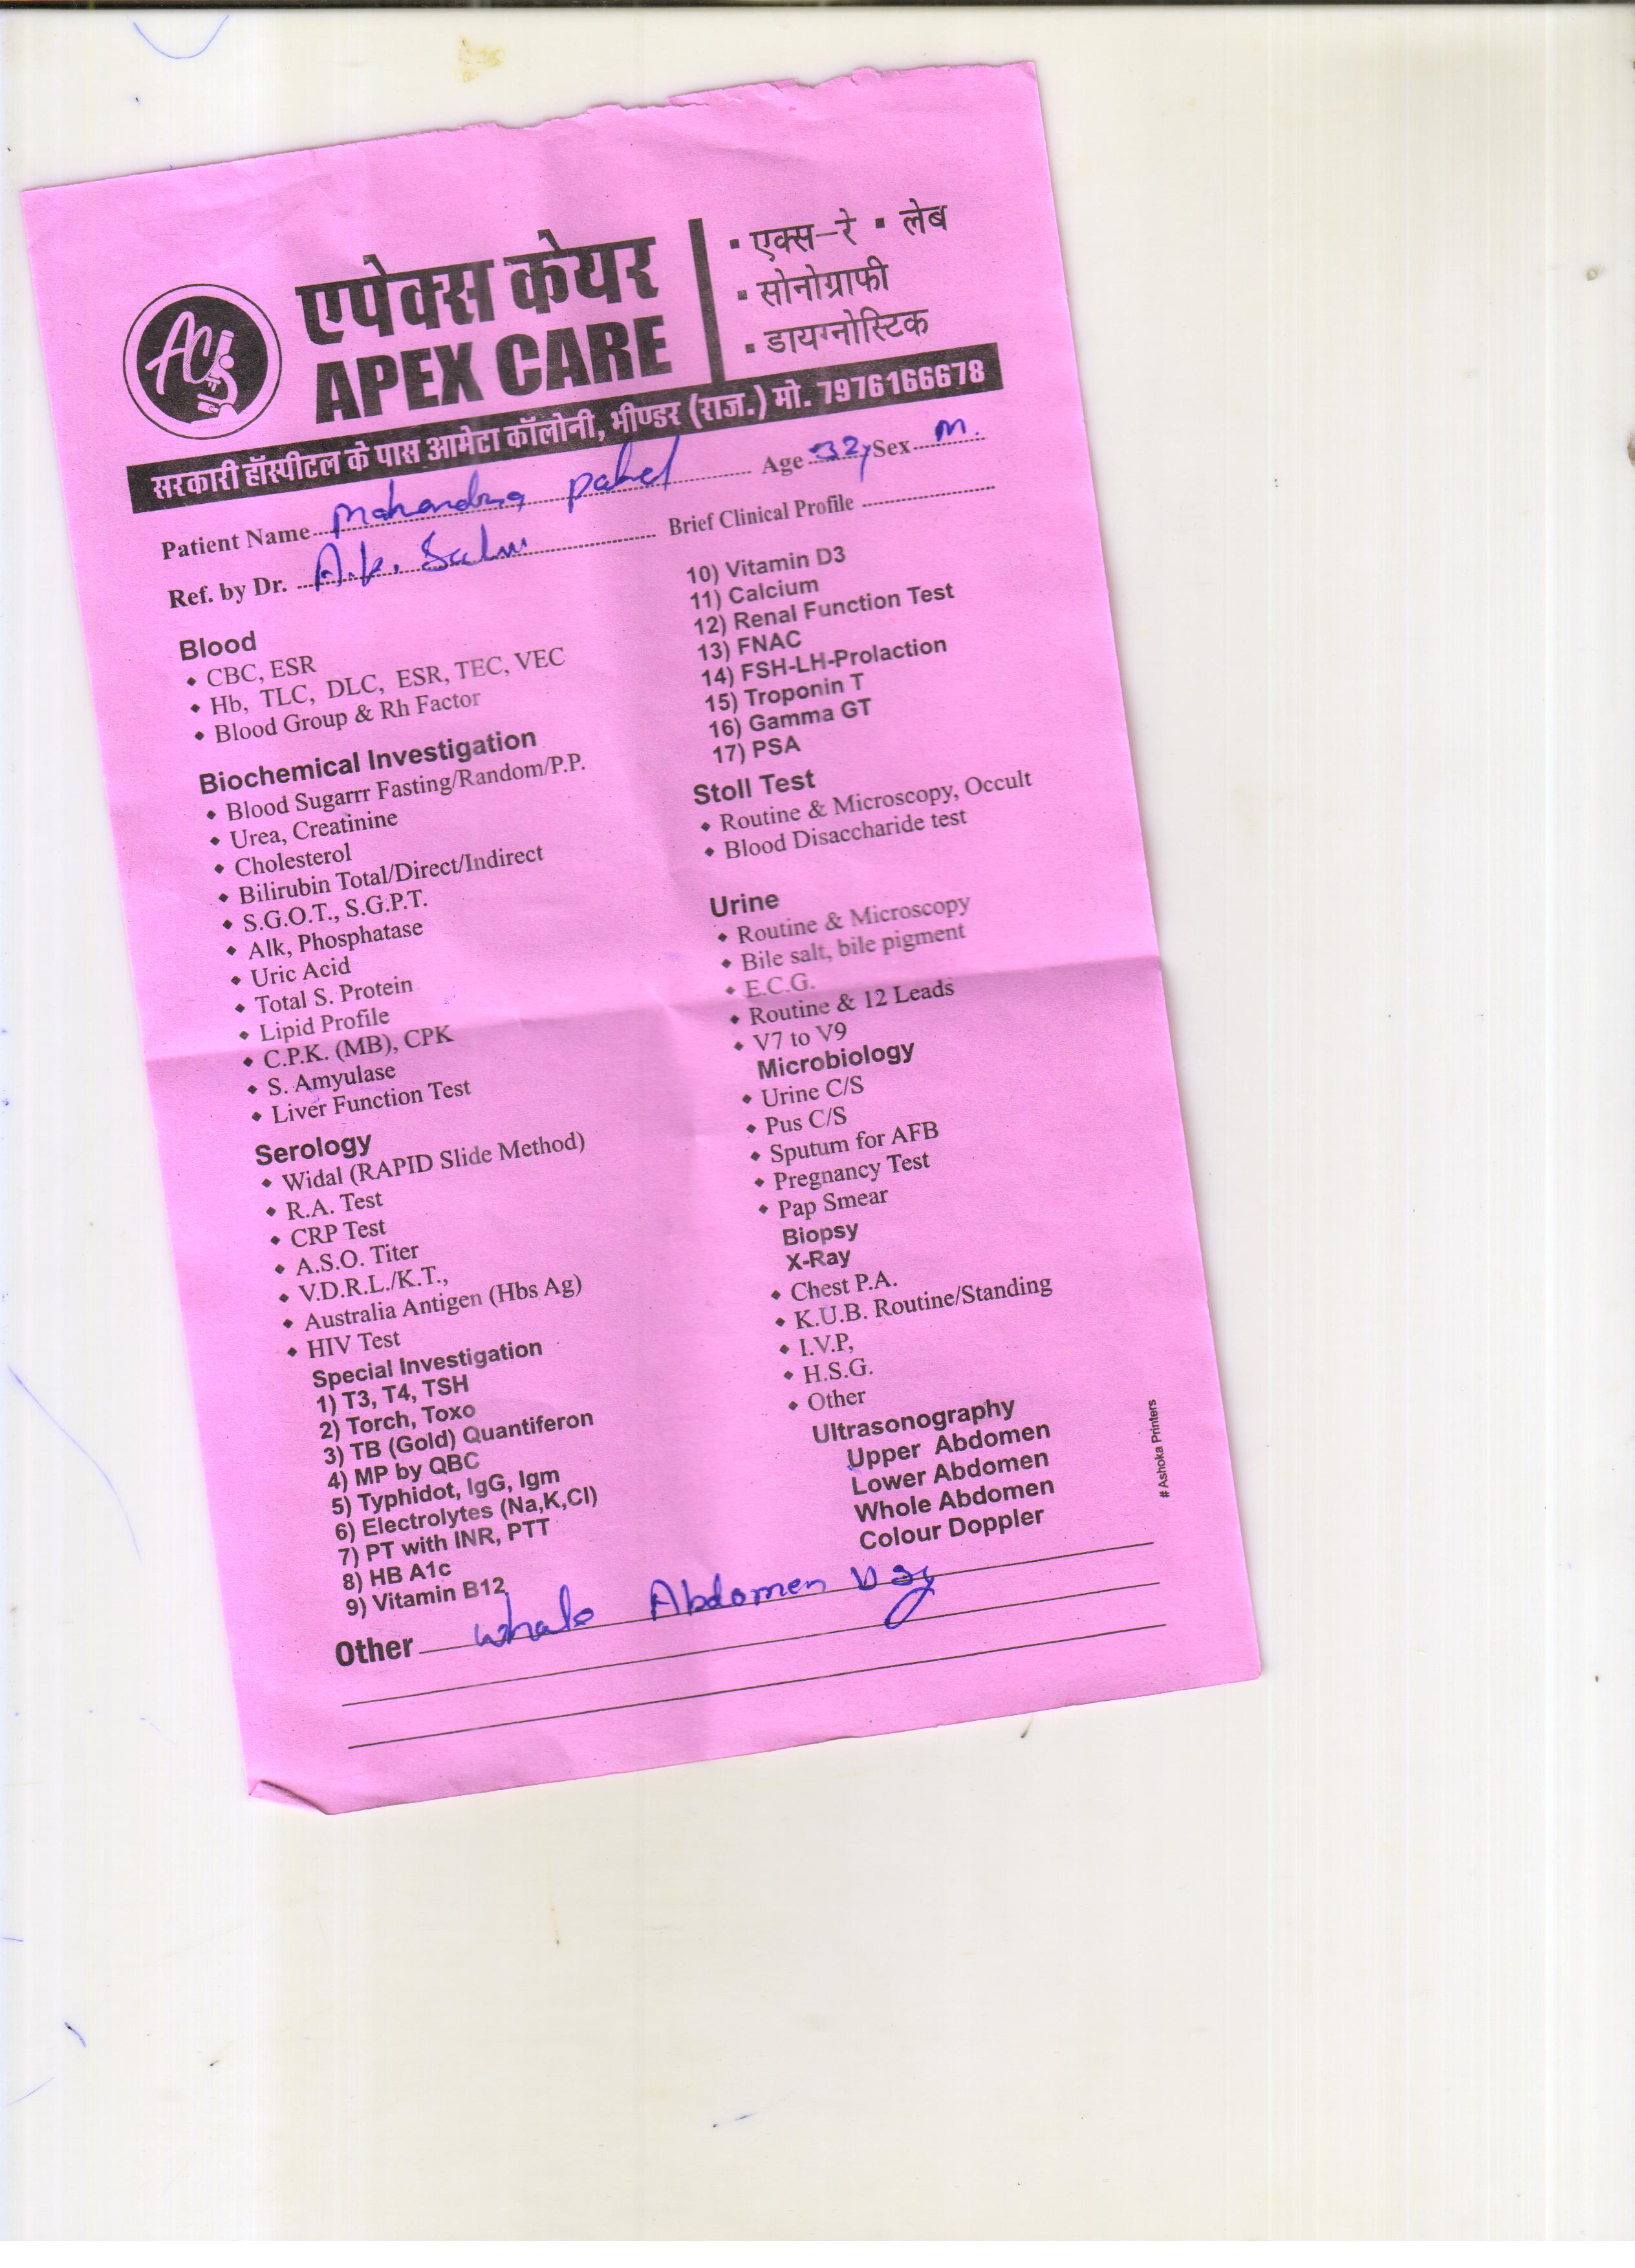 AC
एपेक्स केयर
APEX CARE
▪ एक्स-रे ▪ लेब
▪ सोनोग्राफी
▪ डायग्नोस्टिक
सरकारी हॉस्पीटल के पास आमेटा कॉलोनी, भीण्डर (राज.) मो. 7976166678
Patient Name Mahendra patel Age 32y Sex M.
Ref. by Dr. A.K. Brief Clinical Profile
Blood
• CBC, ESR
• Hb, TLC, DLC, ESR, TEC, VEC
• Blood Group & Rh Factor
Biochemical Investigation
• Blood Sugarrr Fasting/Random/P.P.
• Urea, Creatinine
• Cholesterol
• Bilirubin Total/Direct/Indirect
• S.G.O.T., S.G.P.T.
• Alk, Phosphatase
• Uric Acid
• Total S. Protein
• Lipid Profile
• C.P.K. (MB), CPK
• S. Amyulase
• Liver Function Test
Serology
• Widal (RAPID Slide Method)
• R.A. Test
• CRP Test
• A.S.O. Titer
• V.D.R.L./K.T.,
• Australia Antigen (Hbs Ag)
• HIV Test
Special Investigation
1) T3, T4, TSH
2) Torch, Toxo
3) TB (Gold) Quantiferon
4) MP by QBC
5) Typhidot, IgG, Igm
6) Electrolytes (Na,K,Cl)
7) PT with INR, PTT
8) HB A1c
9) Vitamin B12
10) Vitamin D3
11) Calcium
12) Renal Function Test
13) FNAC
14) FSH-LH-Prolaction
15) Troponin T
16) Gamma GT
17) PSA
Stoll Test
• Routine & Microscopy, Occult
• Blood Disaccharide test
Urine
• Routine & Microscopy
• Bile salt, bile pigment
• E.C.G.
• Routine & 12 Leads
• V7 to V9
Microbiology
• Urine C/S
• Pus C/S
• Sputum for AFB
• Pregnancy Test
• Pap Smear
Biopsy
X-Ray
• Chest P.A.
• K.U.B. Routine/Standing
• I.V.P,
• H.S.G.
• Other
Ultrasonography
Upper Abdomen
Lower Abdomen
Whole Abdomen
Colour Doppler
# Ashoka Printers
Other whole Abdomen